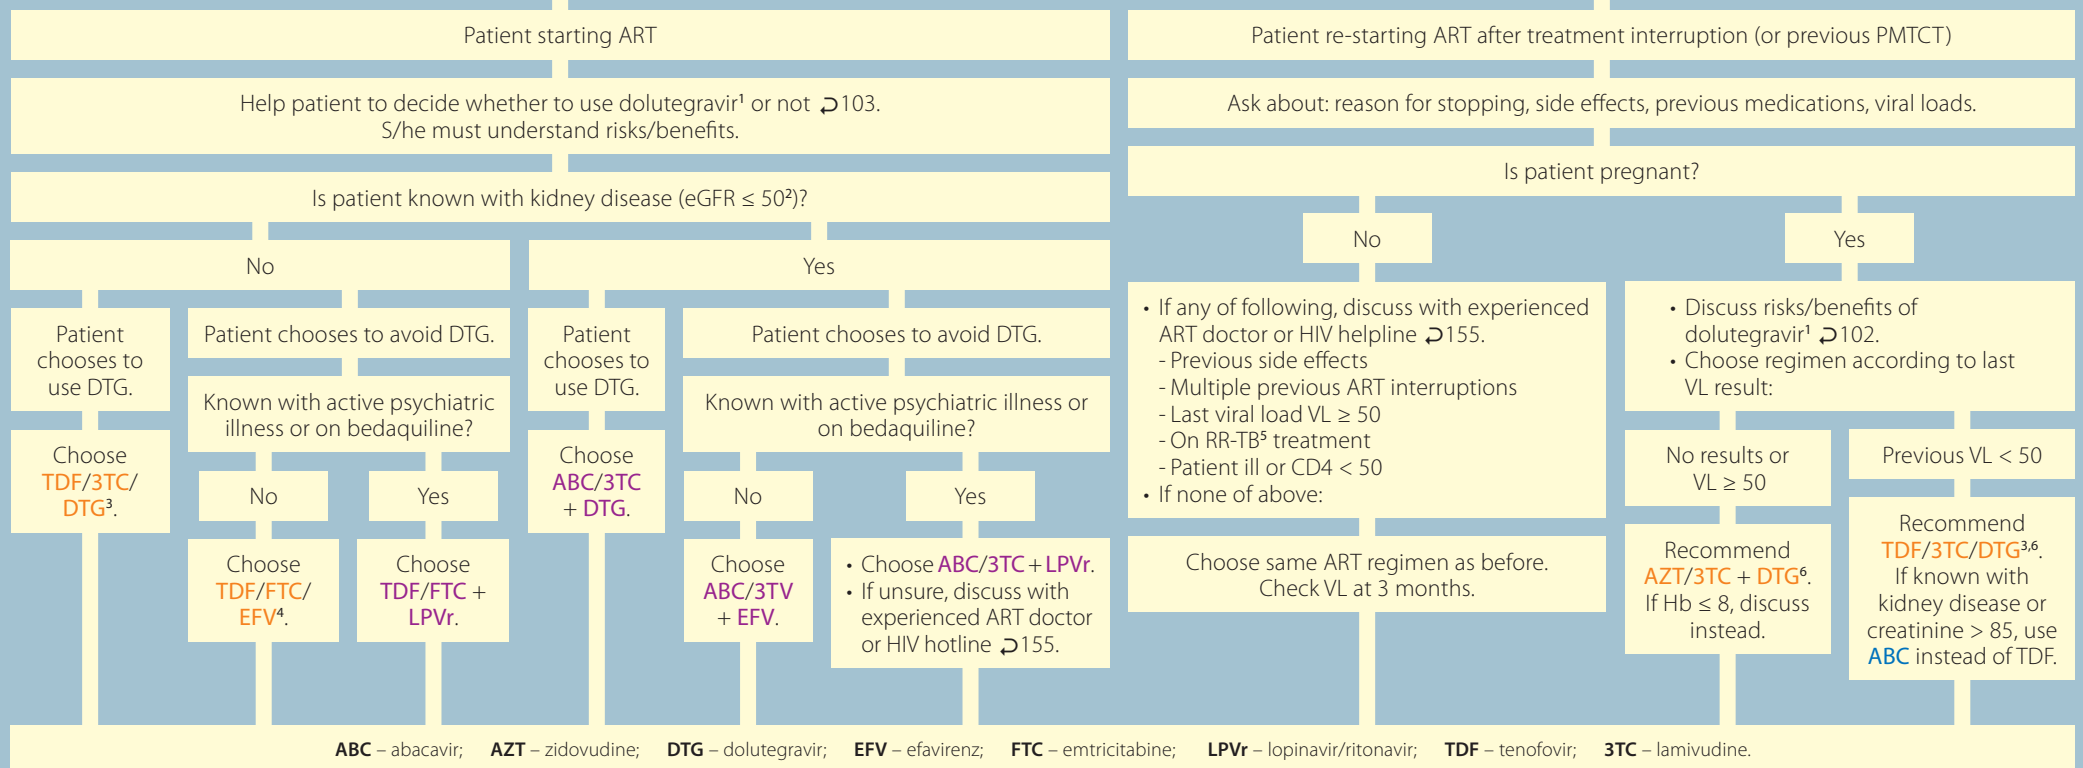 Patient starting ART
Help patient to decide whether to use dolutegravir¹ or not ⮌103.
S/he must understand risks/benefits.
Is patient known with kidney disease (eGFR ≤ 50²)?
No
Patient
chooses to
use DTG.
Choose
TDF/3TC/
DTG³.
Patient chooses to avoid DTG.
Known with active psychiatric
illness or on bedaquiline?
No
Choose
TDF/FTC/
EFV⁴.
Yes
Choose
TDF/FTC +
LPVr.
Yes
Patient
chooses to
use DTG.
Choose
ABC/3TC
+ DTG.
Patient chooses to avoid DTG.
Known with active psychiatric illness or
on bedaquiline?
No
Choose
ABC/3TV
+ EFV.
Yes
• Choose ABC/3TC + LPVr.
• If unsure, discuss with
experienced ART doctor
or HIV hotline ⮌155.
Patient re-starting ART after treatment interruption (or previous PMTCT)
Ask about: reason for stopping, side effects, previous medications, viral loads.
Is patient pregnant?
No
• If any of following, discuss with experienced
ART doctor or HIV helpline ⮌155.
- Previous side effects
- Multiple previous ART interruptions
- Last viral load VL ≥ 50
- On RR-TB⁵ treatment
- Patient ill or CD4 < 50
• If none of above:
Choose same ART regimen as before.
Check VL at 3 months.
Yes
• Discuss risks/benefits of
dolutegravir¹ ⮌102.
• Choose regimen according to last
VL result:
No results or
VL ≥ 50
Recommend
AZT/3TC + DTG⁶.
If Hb ≤ 8, discuss
instead.
Previous VL < 50
Recommend
TDF/3TC/DTG³,⁶.
If known with
kidney disease or
creatinine > 85, use
ABC instead of TDF.
ABC – abacavir; AZT – zidovudine; DTG – dolutegravir; EFV – efavirenz; FTC – emtricitabine; LPVr – lopinavir/ritonavir; TDF – tenofovir; 3TC – lamivudine.